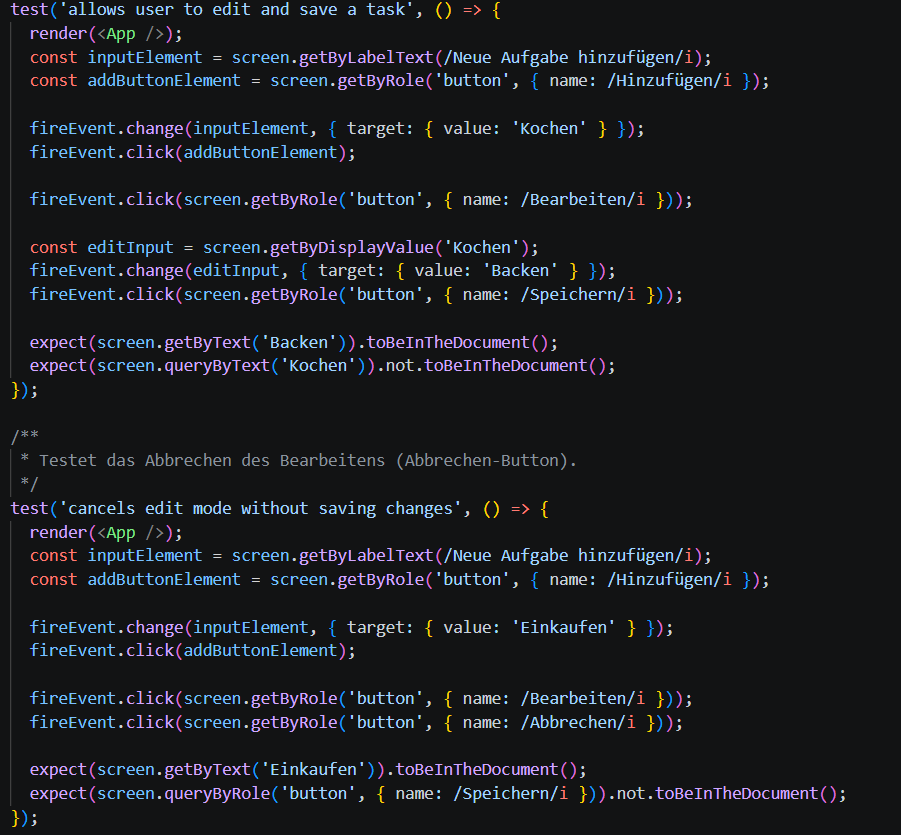 test('allows user to edit and save a task', () => {
  render(<App />);
  const inputElement = screen.getByLabelText(/Neue Aufgabe hinzufügen/i);
  const addButtonElement = screen.getByRole('button', { name: /Hinzufügen/i });

  fireEvent.change(inputElement, { target: { value: 'Kochen' } });
  fireEvent.click(addButtonElement);

  fireEvent.click(screen.getByRole('button', { name: /Bearbeiten/i }));

  const editInput = screen.getByDisplayValue('Kochen');
  fireEvent.change(editInput, { target: { value: 'Backen' } });
  fireEvent.click(screen.getByRole('button', { name: /Speichern/i }));

  expect(screen.getByText('Backen')).toBeInTheDocument();
  expect(screen.queryByText('Kochen')).not.toBeInTheDocument();
});

/**
 * Testet das Abbrechen des Bearbeitens (Abbrechen-Button).
 */
test('cancels edit mode without saving changes', () => {
  render(<App />);
  const inputElement = screen.getByLabelText(/Neue Aufgabe hinzufügen/i);
  const addButtonElement = screen.getByRole('button', { name: /Hinzufügen/i });

  fireEvent.change(inputElement, { target: { value: 'Einkaufen' } });
  fireEvent.click(addButtonElement);

  fireEvent.click(screen.getByRole('button', { name: /Bearbeiten/i }));
  fireEvent.click(screen.getByRole('button', { name: /Abbrechen/i }));

  expect(screen.getByText('Einkaufen')).toBeInTheDocument();
  expect(screen.queryByRole('button', { name: /Speichern/i })).not.toBeInTheDocument();
});